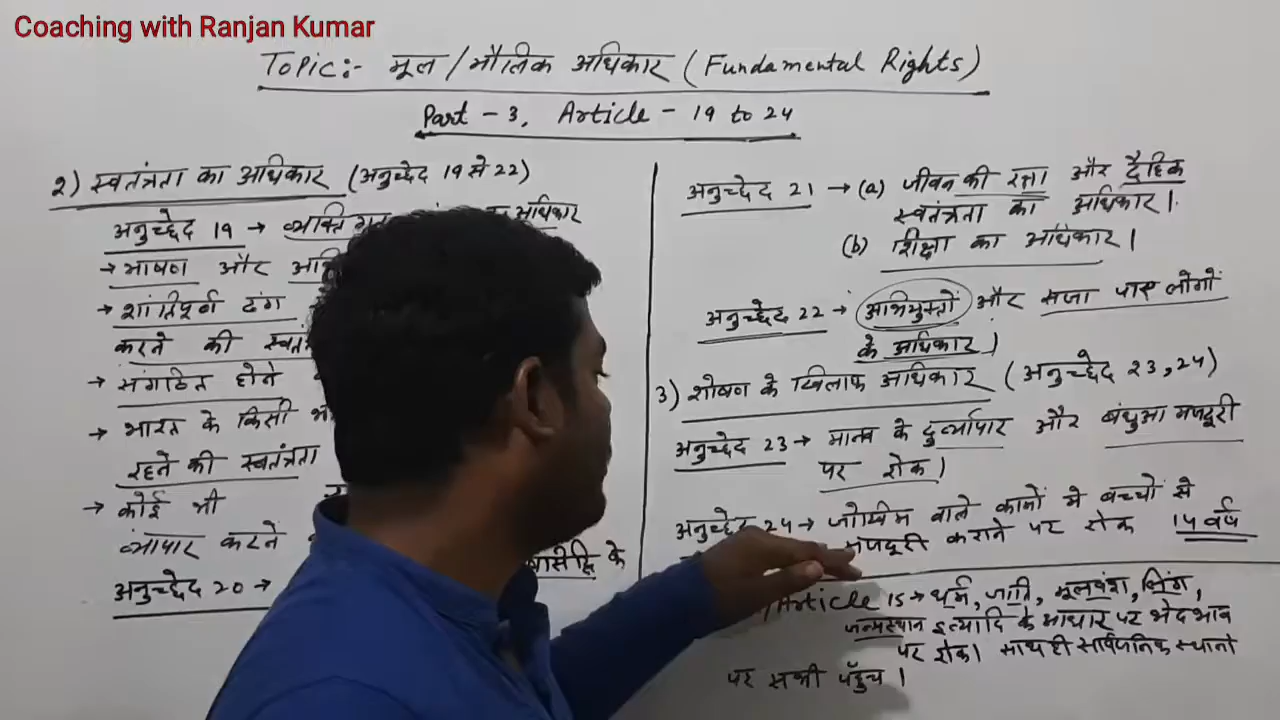 Coaching with Ranjan Kumar
Topic:- मूल / मौलिक अधिकार (Fundamental Rights)
Part - 3, Article - 19 to 24
2) स्वतंत्रता का अधिकार (अनुच्छेद 19 से 22)
अनुच्छेद 19 → अधिकार
→ भाषण और
→ शांतिपूर्ण ढंग
करने की
→ संगठित होने
→ भारत के किसी
रहने की स्वतंत्रता
→ कोई भी
व्यापार करने
अनुच्छेद 20 → के
अनुच्छेद 21 → (a) जीवन की रक्षा और दैहिक
स्वतंत्रता का अधिकार।
(b) शिक्षा का अधिकार।
अनुच्छेद 22 → अभियुक्तों और सजा पाए लोगों
के अधिकार।
3) शोषण के खिलाफ अधिकार (अनुच्छेद 23, 24)
अनुच्छेद 23 → मानव के दुर्व्यापार और बंधुआ मजदूरी
पर रोक।
अनुच्छेद 24 → जोखिम वाले कामों में बच्चों से
मजदूरी कराने पर रोक 14 वर्ष
/Article 15 → धर्म, जाति, मूलवंश, लिंग,
जन्मस्थान इत्यादि के आधार पर भेदभाव
पर रोक। साथ ही सार्वजनिक स्थानों
पर सभी पहुँच।